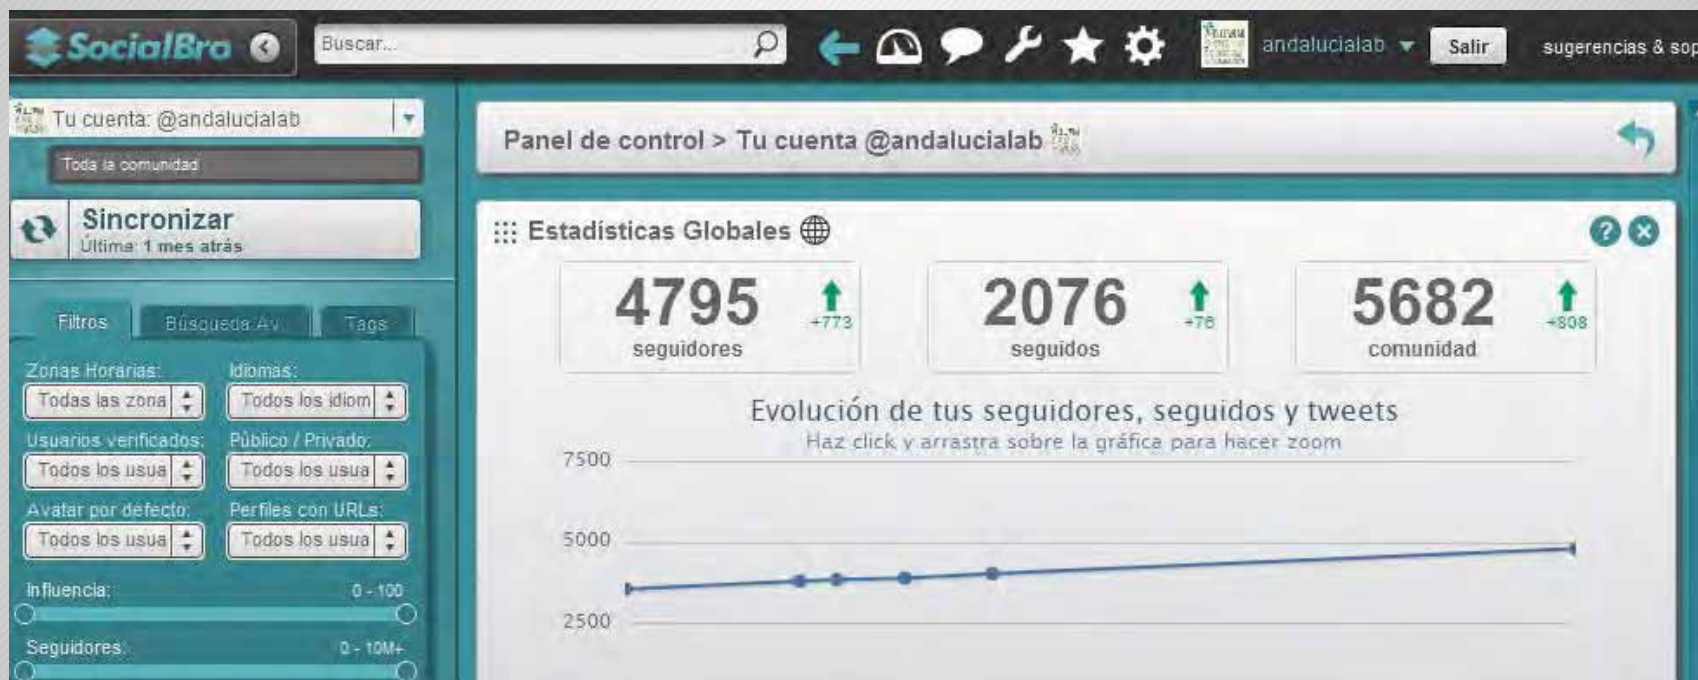 SocialBro
Buscar...
andalucialab
Salir
sugerencias & sop
Tu cuenta: @andalucialab
Toda la comunidad
Sincronizar
Última: 1 mes atrás
Filtros
Búsqueda Av.
Tags
Zonas Horarias:
Idiomas:
Todas las zona
Todos los idiom
Usuarios verificados:
Público / Privado:
Todos los usua
Todos los usua
Avatar por defecto:
Perfiles con URLs:
Todos los usua
Todos los usua
Influencia:
0 - 100
Seguidores:
0 - 10M+
Panel de control > Tu cuenta @andalucialab
Estadísticas Globales
4795
+773
seguidores
2076
+76
seguidos
5682
+808
comunidad
Evolución de tus seguidores, seguidos y tweets
Haz click y arrastra sobre la gráfica para hacer zoom
7500
5000
2500